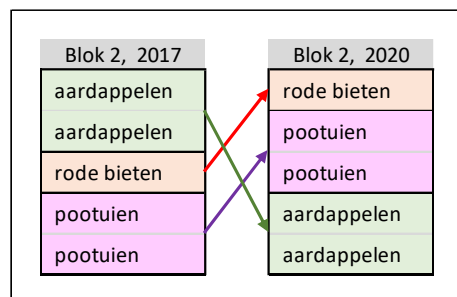 Blok 2, 2017
aardappelen
aardappelen
rode bieten
pootuien
pootuien
Blok 2, 2020
rode bieten
pootuien
pootuien
aardappelen
aardappelen